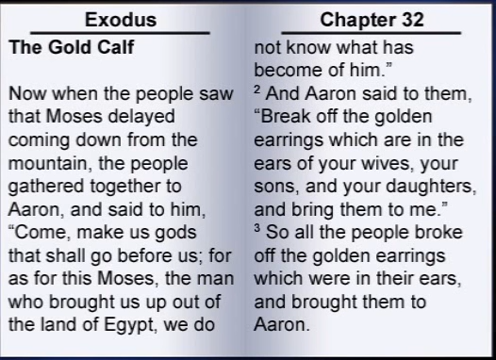 Exodus
The Gold Calf
Now when the people saw
that Moses delayed
coming down from the
mountain, the people
gathered together to
Aaron, and said to him,
“Come, make us gods
that shall go before us; for
as for this Moses, the man
who brought us up out of
the land of Egypt, we do
Chapter 32
not know what has
become of him.”
² And Aaron said to them,
“Break off the golden
earrings which are in the
ears of your wives, your
sons, and your daughters,
and bring them to me.”
³ So all the people broke
off the golden earrings
which were in their ears,
and brought them to
Aaron.